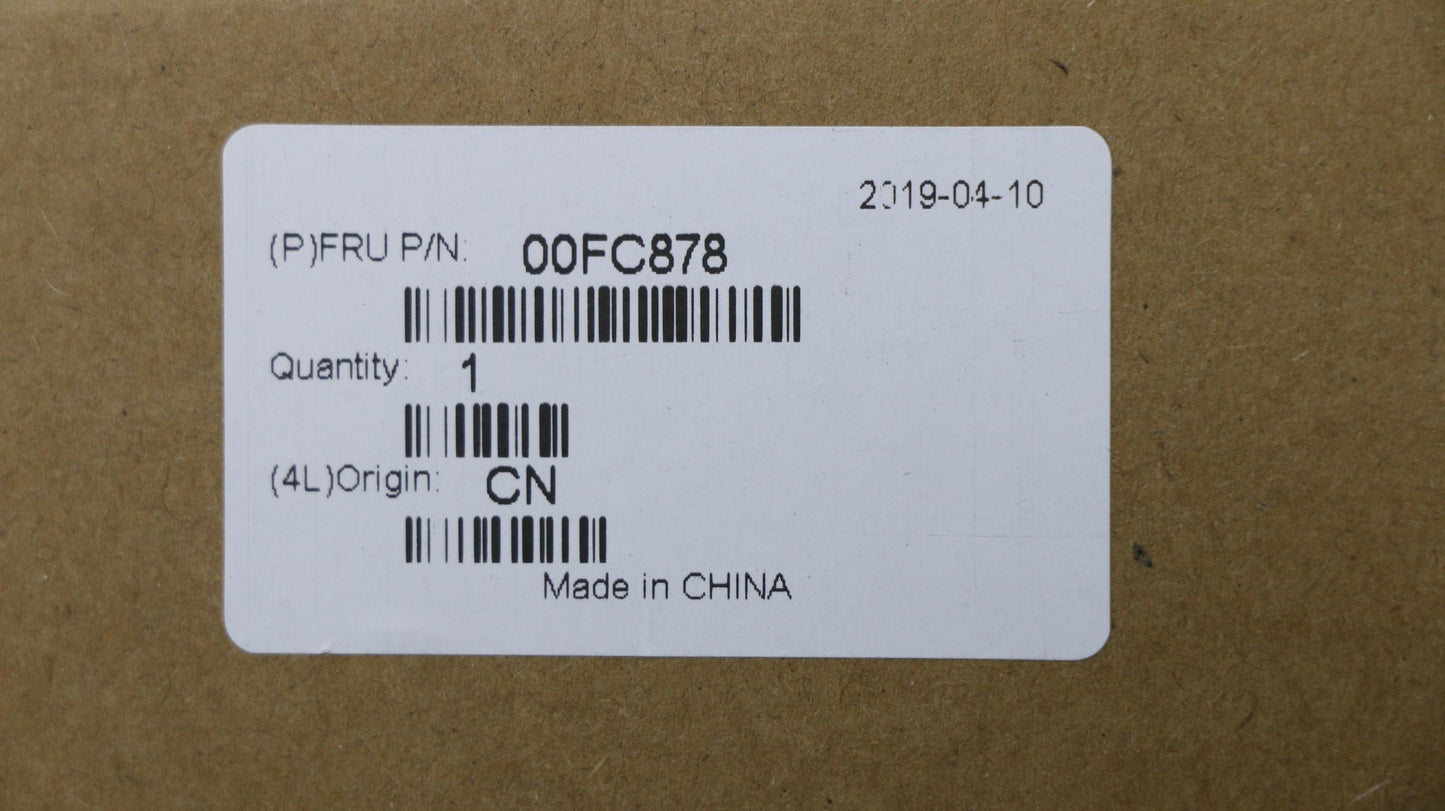 2019-04-10
(P)FRU P/N: 00FC878
Quantity: 1
(4L)Origin: CN
Made in CHINA